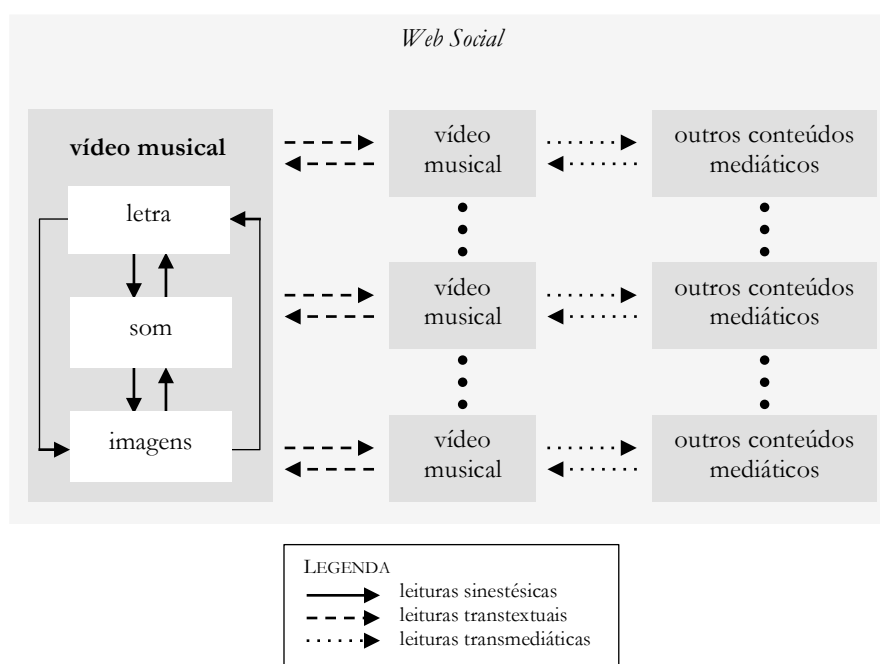 Web Social
vídeo musical
letra
som
imagens
vídeo
musical
outros conteúdos
mediáticos
vídeo
musical
outros conteúdos
mediáticos
vídeo
musical
outros conteúdos
mediáticos
LEGENDA
leituras sinestésicas
leituras transtextuais
leituras transmediáticas